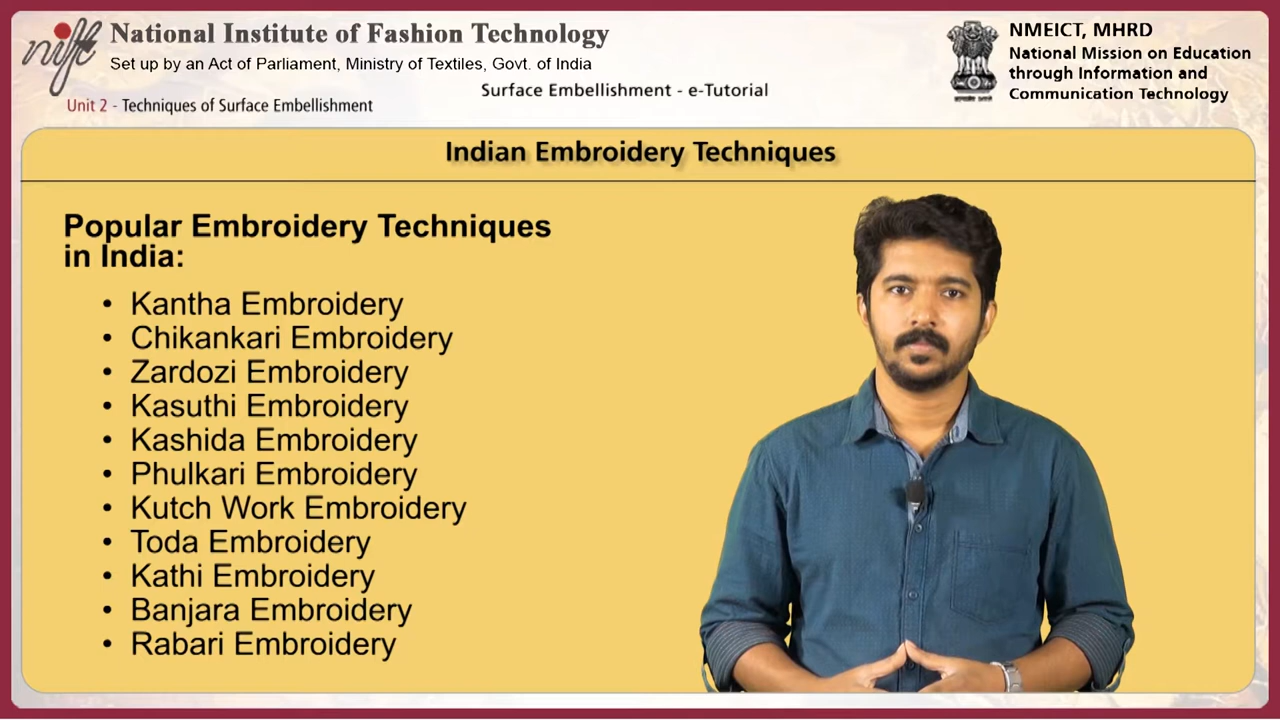 nift
National Institute of Fashion Technology
Set up by an Act of Parliament, Ministry of Textiles, Govt. of India
Unit 2 - Techniques of Surface Embellishment
Surface Embellishment - e-Tutorial
NMEICT, MHRD
National Mission on Education
through Information and
Communication Technology
Indian Embroidery Techniques
Popular Embroidery Techniques
in India:
• Kantha Embroidery
• Chikankari Embroidery
• Zardozi Embroidery
• Kasuthi Embroidery
• Kashida Embroidery
• Phulkari Embroidery
• Kutch Work Embroidery
• Toda Embroidery
• Kathi Embroidery
• Banjara Embroidery
• Rabari Embroidery